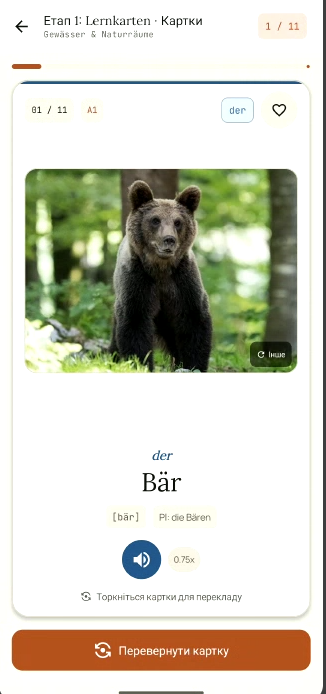 Етап 1: Lernkarten · Картки
Gewässer & Naturräume
1 / 11
01 / 11
A1
der
Інше
der
Bär
[bär]
Pl: die Bären
0.75x
Торкніться картки для перекладу
Перевернути картку